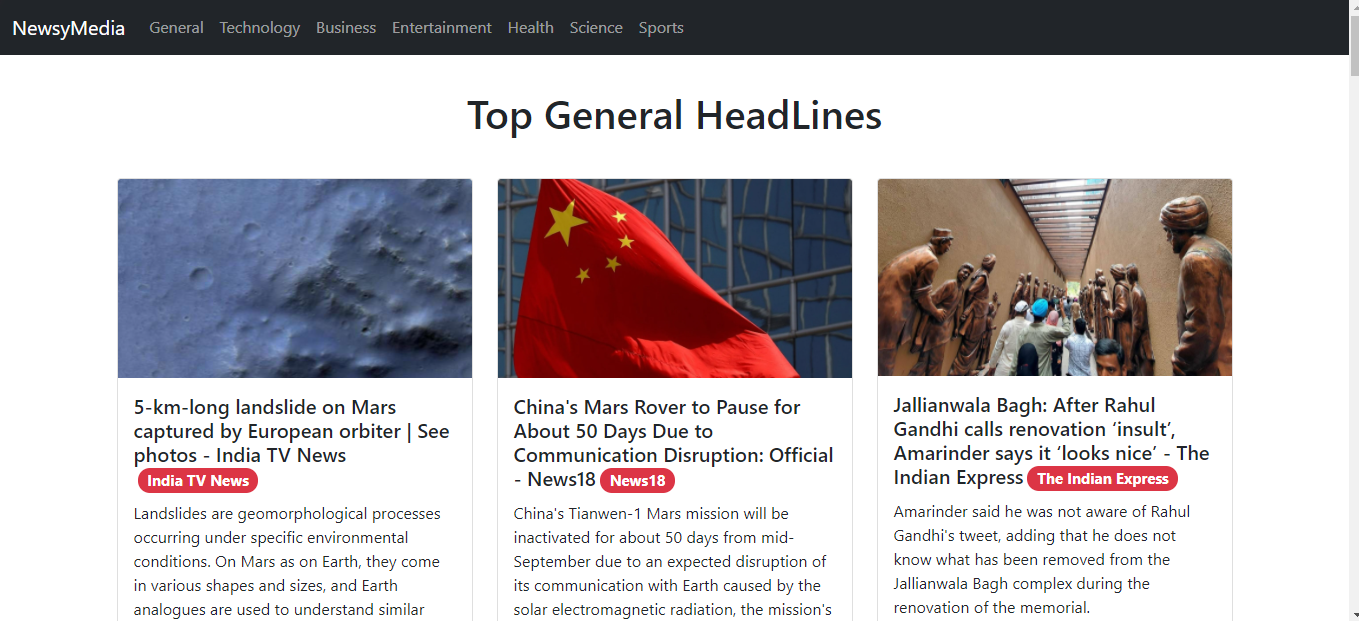 NewsyMedia General Technology Business Entertainment Health Science Sports
Top General HeadLines
5-km-long landslide on Mars
captured by European orbiter | See
photos - India TV News
India TV News
Landslides are geomorphological processes
occurring under specific environmental
conditions. On Mars as on Earth, they come
in various shapes and sizes, and Earth
analogues are used to understand similar
China's Mars Rover to Pause for
About 50 Days Due to
Communication Disruption: Official
- News18 News18
China's Tianwen-1 Mars mission will be
inactivated for about 50 days from mid-
September due to an expected disruption of
its communication with Earth caused by the
solar electromagnetic radiation, the mission's
Jallianwala Bagh: After Rahul
Gandhi calls renovation ‘insult’,
Amarinder says it ‘looks nice’ - The
Indian Express The Indian Express
Amarinder said he was not aware of Rahul
Gandhi's tweet, adding that he does not
know what has been removed from the
Jallianwala Bagh complex during the
renovation of the memorial.